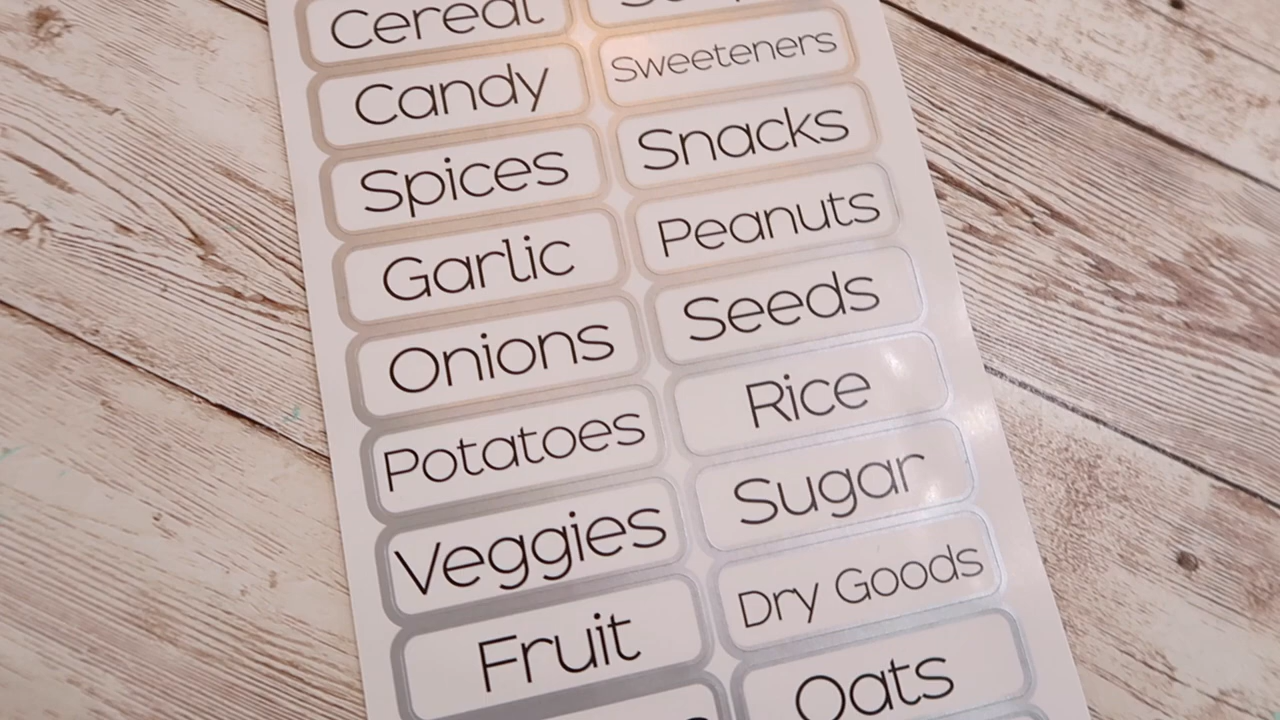 Cereal
Candy
Sweeteners
Spices
Snacks
Garlic
Peanuts
Onions
Seeds
Potatoes
Rice
Veggies
Sugar
Fruit
Dry Goods
Oats